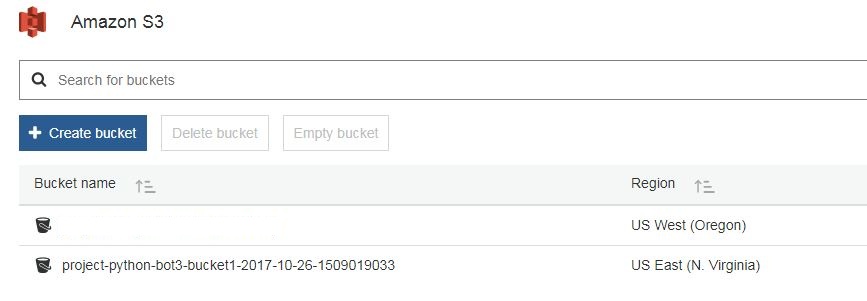 Amazon S3
Search for buckets
+ Create bucket Delete bucket Empty bucket
Bucket name Region
US West (Oregon)
project-python-bot3-bucket1-2017-10-26-1509019033 US East (N. Virginia)